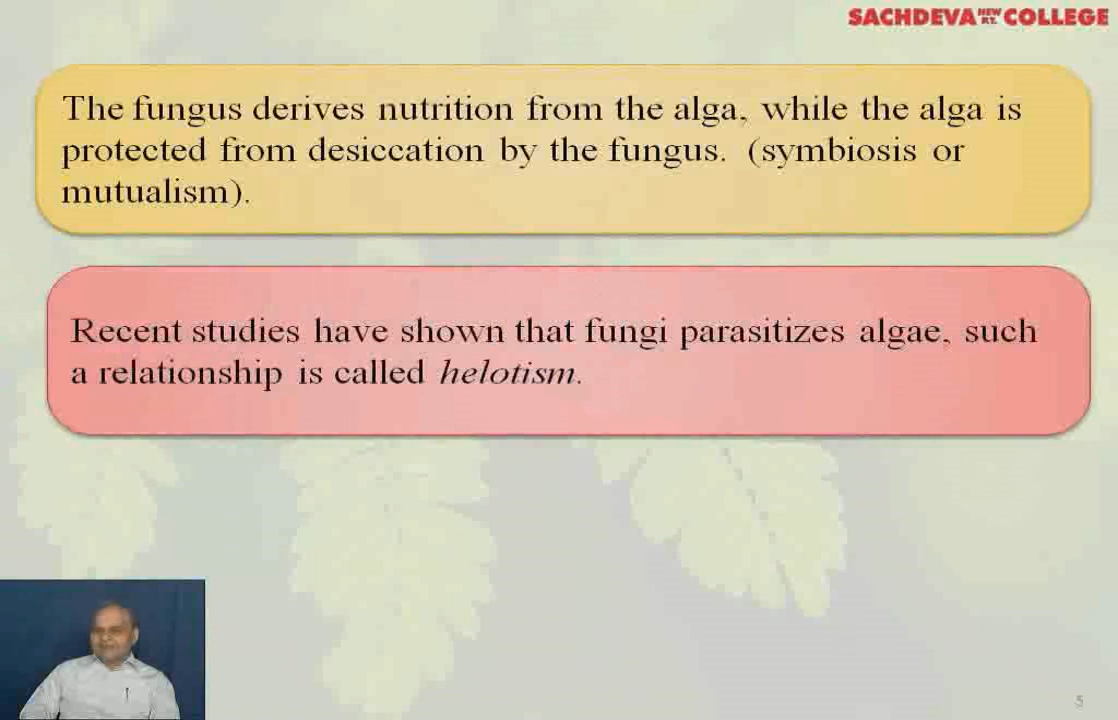 SACHDEVA NEW P.T. COLLEGE
The fungus derives nutrition from the alga, while the alga is
protected from desiccation by the fungus. (symbiosis or
mutualism).
Recent studies have shown that fungi parasitizes algae, such
a relationship is called helotism.
5